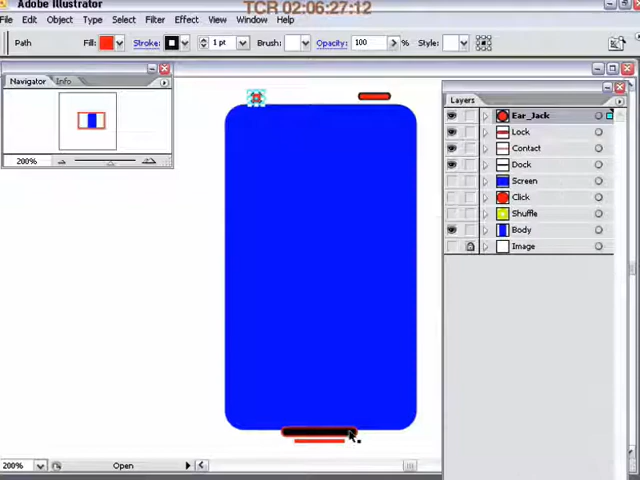 Adobe Illustrator
TCR 02:06:27:12
File Edit Object Type Select Filter Effect View Window Help
Path Fill: Stroke: 1 pt Brush: Opacity: 100 % Style:
Navigator Info
200%
Layers
Ear_Jack
Lock
Contact
Dock
Screen
Click
Shuffle
Body
Image
200% Open